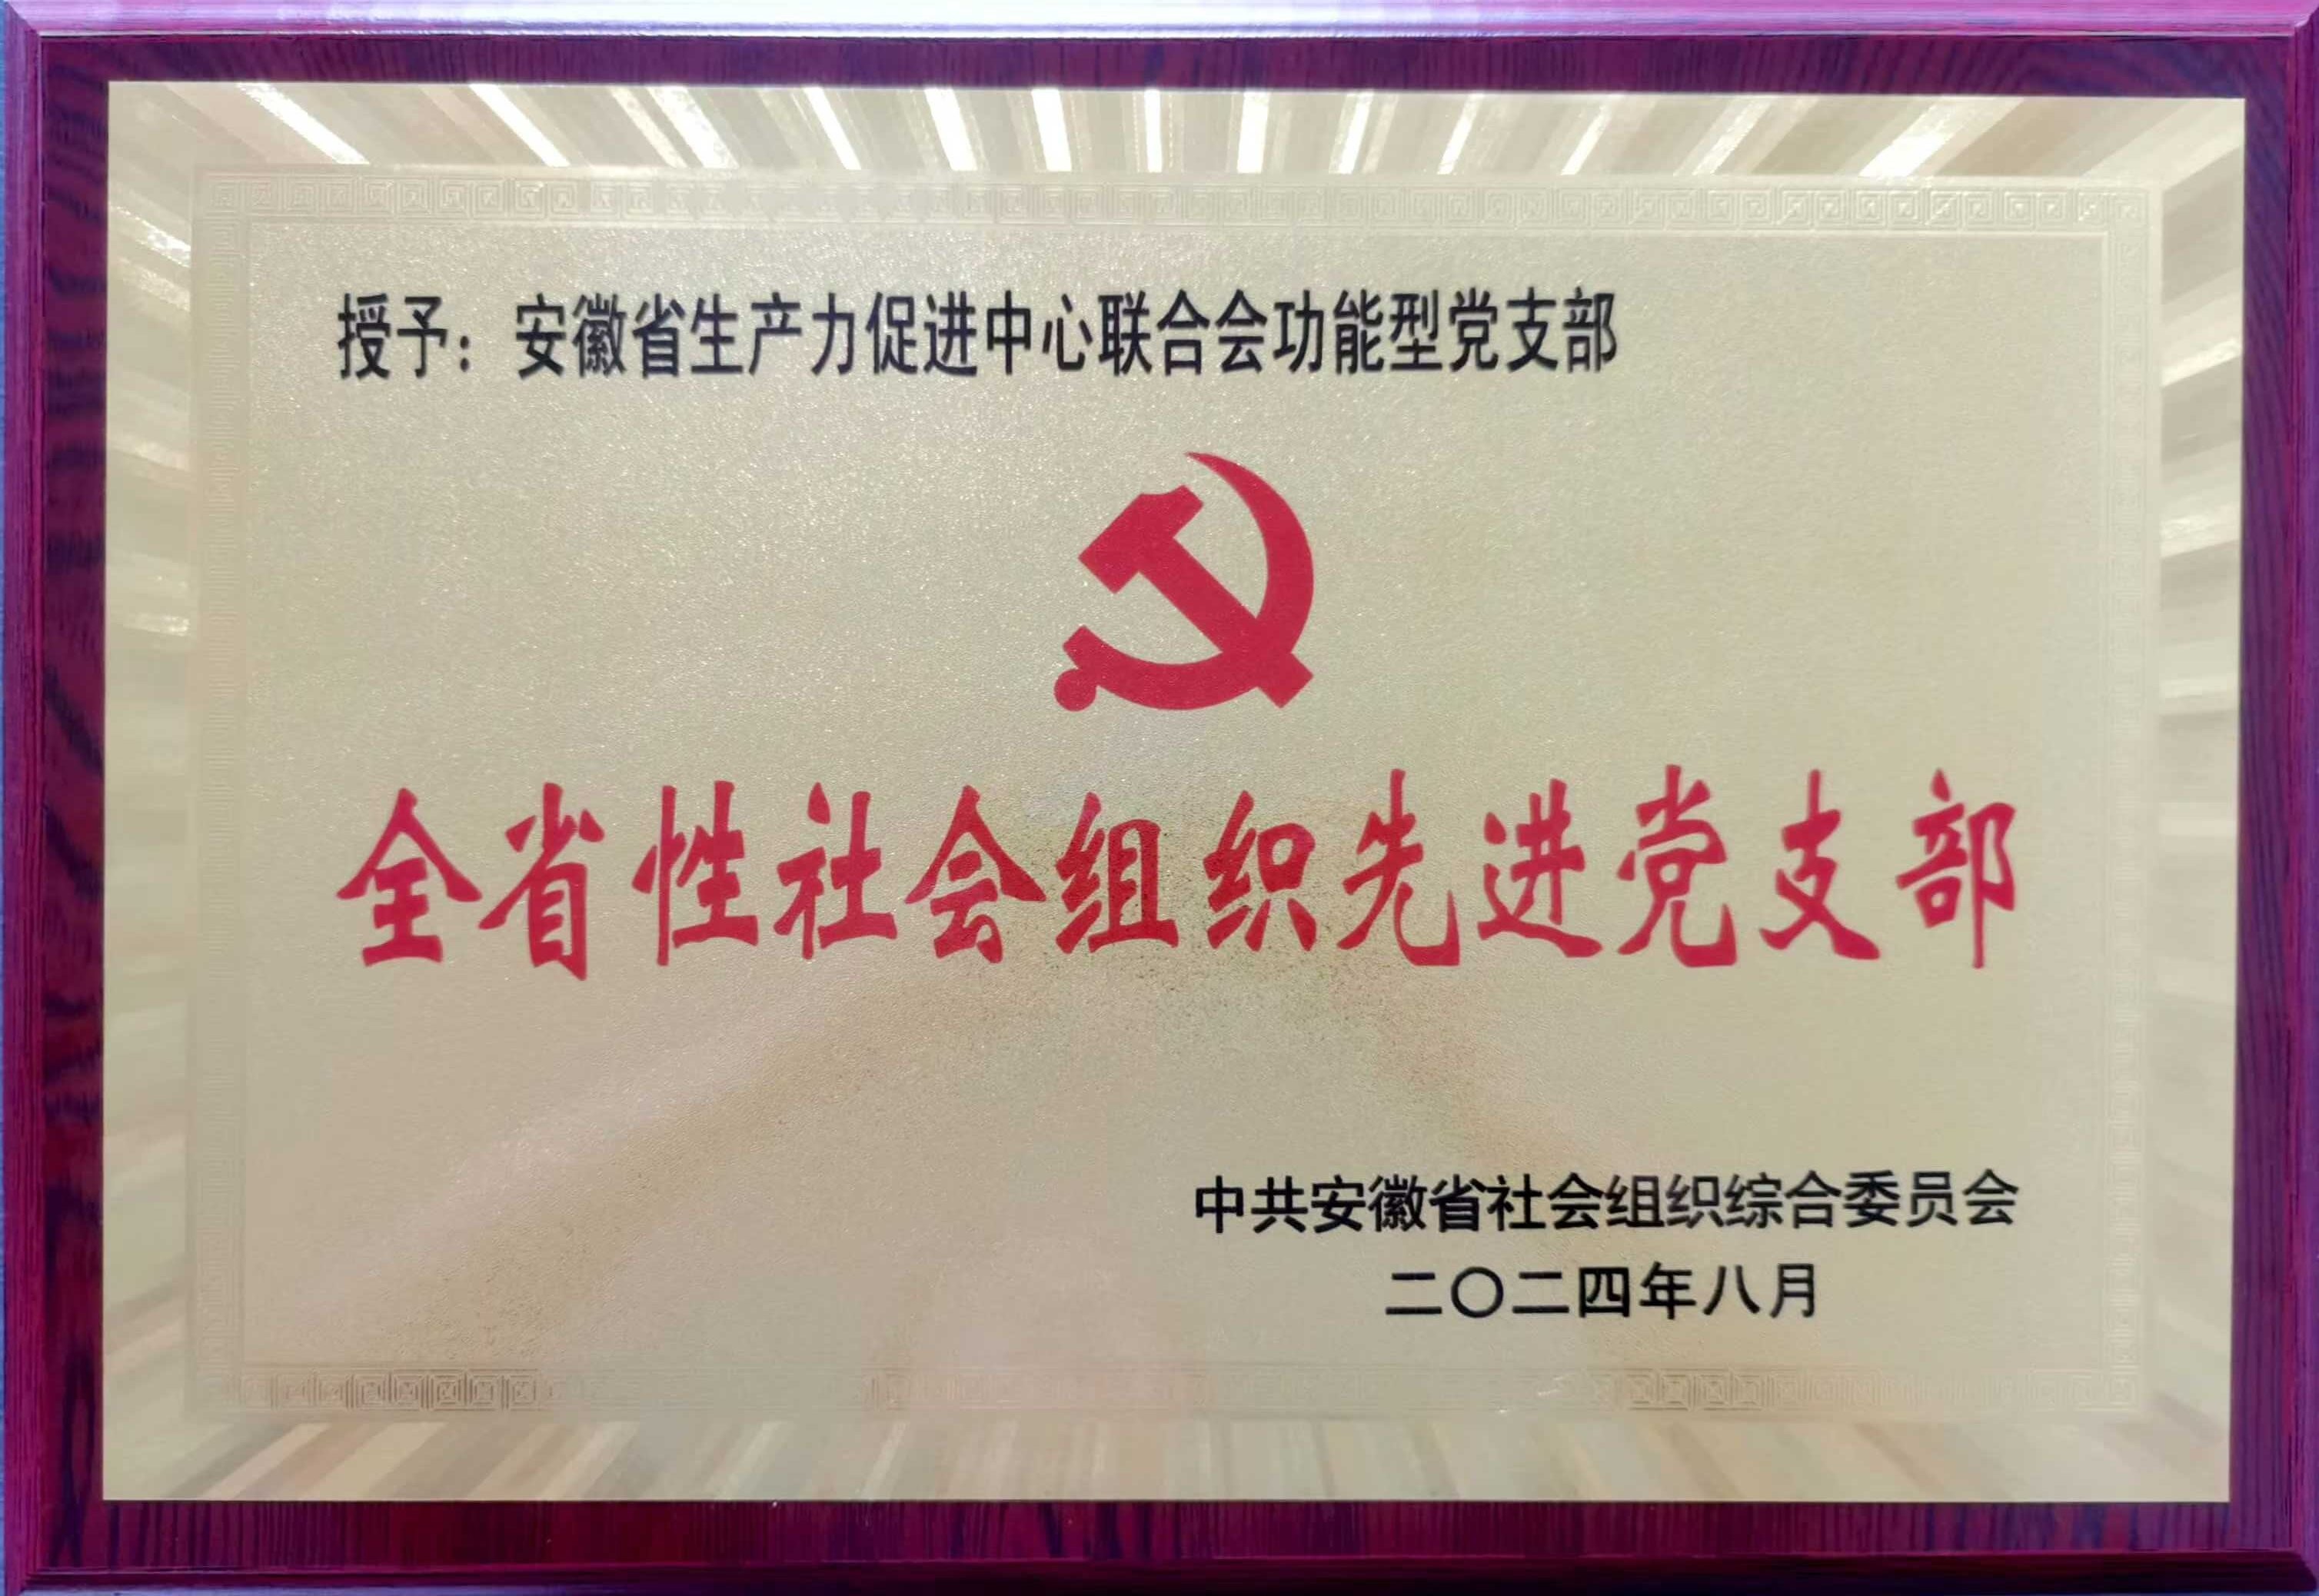 授予：安徽省生产力促进中心联合会功能型党支部
全省性社会组织先进党支部
中共安徽省社会组织综合委员会
二〇二四年八月